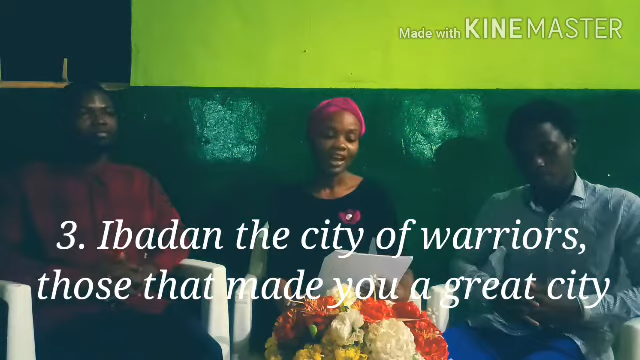 Made with KINEMASTER
3. Ibadan the city of warriors,
those that made you a great city